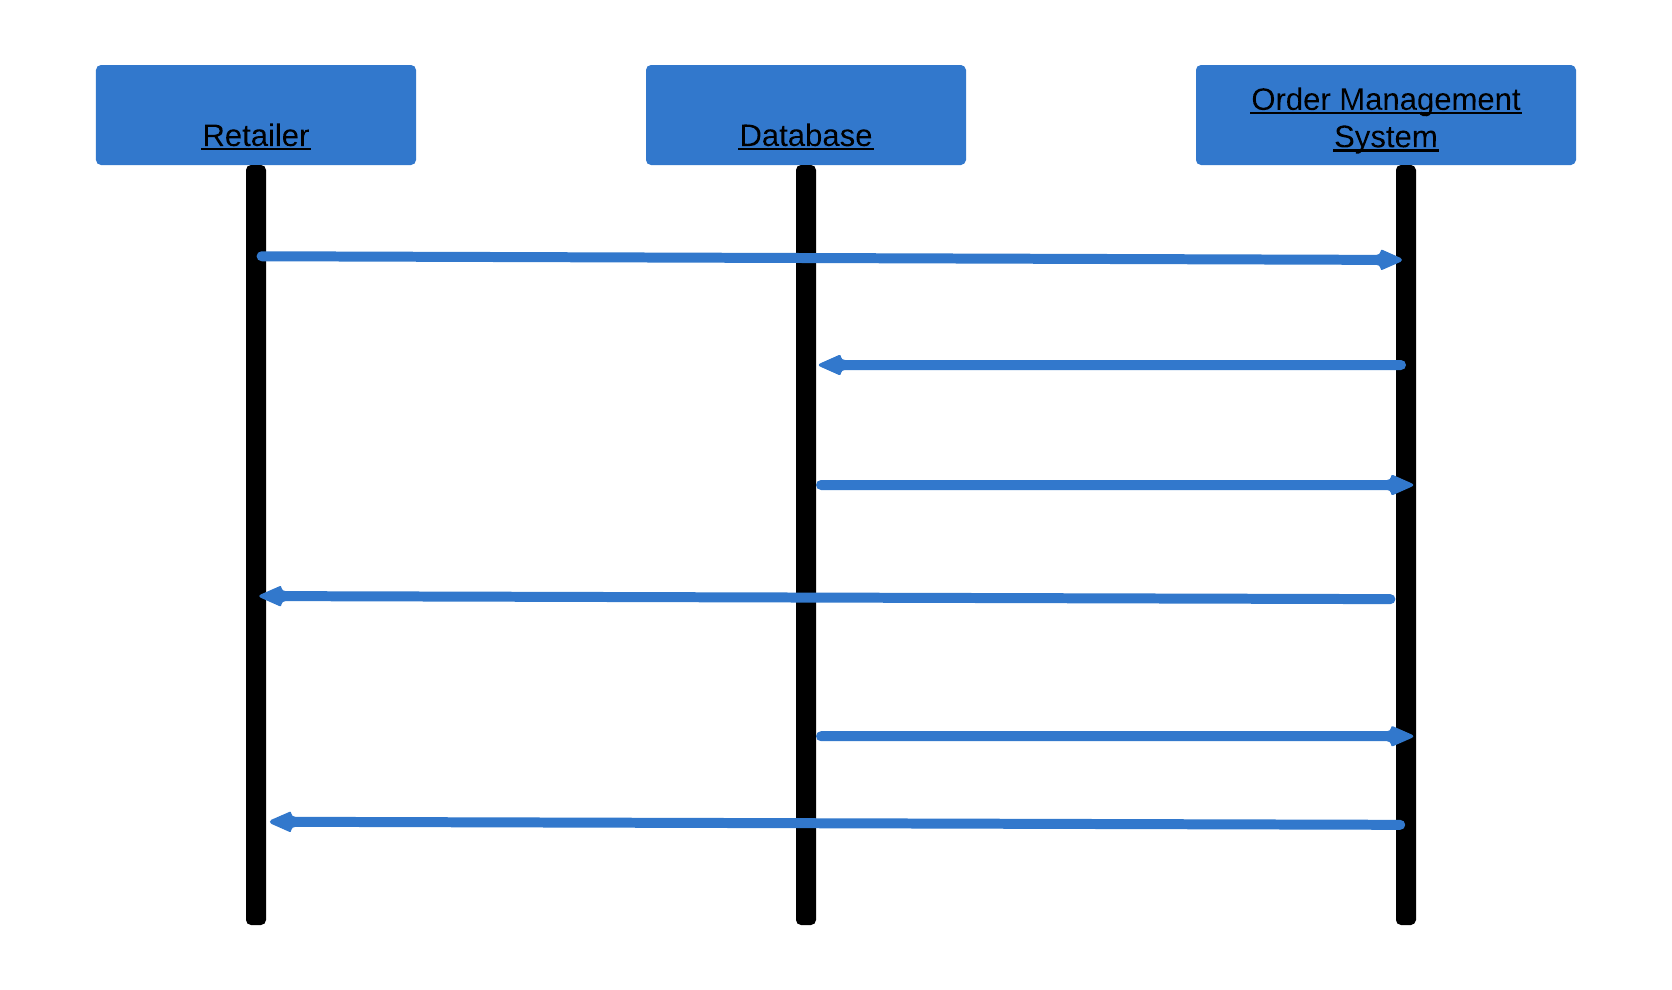 Retailer
Database
Order Management
System